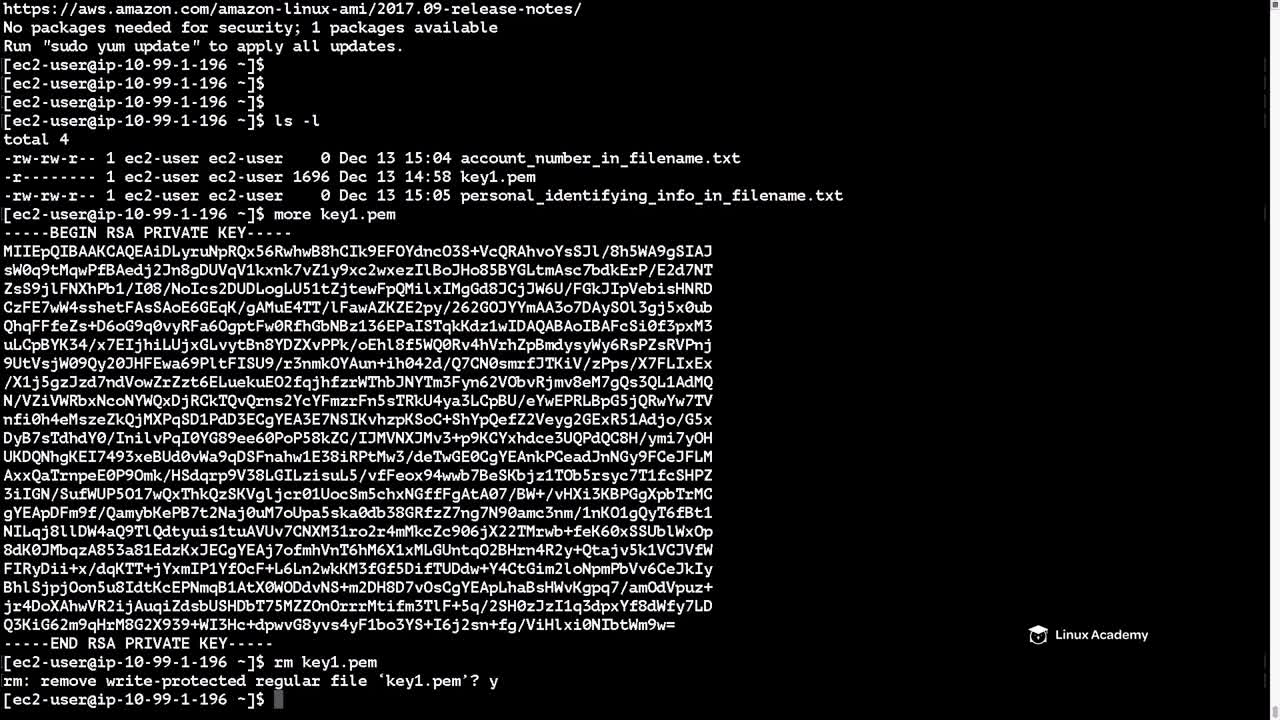 https://aws.amazon.com/amazon-linux-ami/2017.09-release-notes/
No packages needed for security; 1 packages available
Run "sudo yum update" to apply all updates.
[ec2-user@ip-10-99-1-196 ~]$
[ec2-user@ip-10-99-1-196 ~]$
[ec2-user@ip-10-99-1-196 ~]$
[ec2-user@ip-10-99-1-196 ~]$ ls -l
total 4
-rw-rw-r-- 1 ec2-user ec2-user    0 Dec 13 15:04 account_number_in_filename.txt
-r-------- 1 ec2-user ec2-user 1696 Dec 13 14:58 key1.pem
-rw-rw-r-- 1 ec2-user ec2-user    0 Dec 13 15:05 personal_identifying_info_in_filename.txt
[ec2-user@ip-10-99-1-196 ~]$ more key1.pem
-----BEGIN RSA PRIVATE KEY-----
MIIEpQIBAAKCAQEAiDLyruNpRQx56RwhwB8hCIk9EFOYdncO3S+VcQRAhvoYsSJl/8h5WA9gSIAJ
sW0q9tMqwPfBAedj2Jn8gDUVqV1kxnk7vZ1y9xc2wxezIlBoJHo85BYGLtmAsc7bdkErP/E2d7NT
ZsS9jlFNXhPb1/I08/NoIcs2DUDLogLU51tZjtewFpQMilxIMgGd8JCjJW6U/FGkJIpVebisHNRD
CzFE7wW4sshetFAsSAoE6GEqK/gAMuE4TT/lFawAZKZE2py/262GOJYYmAA3o7DAySOl3gj5x0ub
QhqFFfeZs+D6oG9q0vyRFa6OgptFw0RfhGbNBz136EPaISTqkKdz1wIDAQABAoIBAFcSi0f3pxM3
uLCpBYK34/x7EIjhiLUjxGLvytBn8YDZXvPPk/oEhl8f5WQ0Rv4hVrhZpBmdysyWy6RsPZsRVPnj
9UtVsjW09Qy20JHFEwa69PltFISU9/r3nmkOYAun+ih042d/Q7CN0smrfJTKiV/zPps/X7FLIxEx
/X1j5gzJzd7ndVowZrZzt6ELuekuEO2fqjhfzrWThbJNYTm3Fyn62VObvRjmv8eM7gQs3QL1AdMQ
N/VZiVWRbxNcoNYWQxDjRCkTQvQrns2YcYFmzrFn5sTRkU4ya3LCpBU/eYwEPRLBpG5jQRwYw7TV
nfi0h4eMszeZkQjMXPqSD1PdD3ECgYEA3E7NSIKvhzpKSoC+ShYpQefZ2Veyg2GExR51Adjo/G5x
DyB7sTdhdY0/InilvPqI0YG89ee60PoP58kZC/IJMVNXJMv3+p9KCYxhdce3UQPdQC8H/ymi7yOH
UKDQNhgKEI7493xeBUd0vWa9qDSFnahw1E38iRPtMw3/deTwGE0CgYEAnkPCeadJnNGy9FCeJFLM
AxxQaTrnpeE0P9Omk/HSdqrp9V38LGILzisuL5/vfFeox94wwb7BeSKbjz1TOb5rsyc7T1fcSHPZ
3iIGN/SufWUP5O17wQxThkQzSKVgljcr01UocSm5chxNGffFgAtA07/BW+/vHXi3KBPGgXpbTrMC
gYEApDFm9f/QamybKePB7t2Naj0uM7oUpa5ska0db38GRfzZ7ng7N90amc3nm/1nKO1gQyT6fBt1
NILqj8llDW4aQ9TlQdtyuis1tuAVUv7CNXM31ro2r4mMkcZc906jX22TMrwb+feK60xSSUblWxOp
8dK0JMbqzA853a81EdzKxJECgYEAj7ofmhVnT6hM6X1xMLGUntqO2BHrn4R2y+Qtajv5k1VCJVfW
FIRyDii+x/dqKTT+jYxmIP1YfOcF+L6Ln2wkKM3fGf5DifTUDdw+Y4CtGim2loNpmPbVv6CeJkIy
BhlSjpjOon5u8IdtKcEPNmqB1AtX0WODdvNS+m2DH8D7vOsCgYEApLhaBsHWvKgpq7/amOdVpuz+
jr4DoXAhwVR2ijAuqiZdsbUSHDbT75MZZOnOrrrMtifm3TlF+5q/2SH0zJzI1q3dpxYf8dWfy7LD
Q3KiG62m9qHrM8G2X939+WI3Hc+dpwvG8yvs4yF1bo3YS+I6j2sn+fg/ViHlxi0NIbtWm9w=
-----END RSA PRIVATE KEY-----
[ec2-user@ip-10-99-1-196 ~]$ rm key1.pem
rm: remove write-protected regular file ‘key1.pem’? y
[ec2-user@ip-10-99-1-196 ~]$
Linux Academy